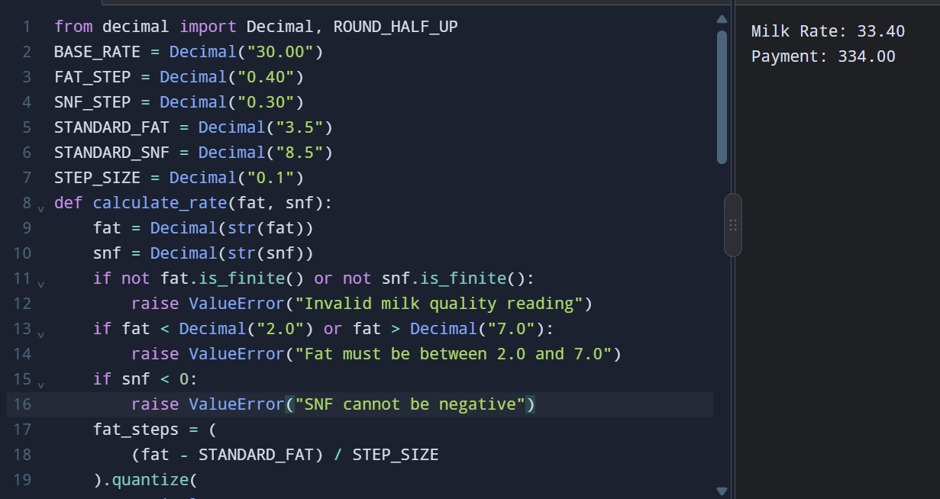 1 from decimal import Decimal, ROUND_HALF_UP
2 BASE_RATE = Decimal("30.00")
3 FAT_STEP = Decimal("0.40")
4 SNF_STEP = Decimal("0.30")
5 STANDARD_FAT = Decimal("3.5")
6 STANDARD_SNF = Decimal("8.5")
7 STEP_SIZE = Decimal("0.1")
8 def calculate_rate(fat, snf):
9     fat = Decimal(str(fat))
10     snf = Decimal(str(snf))
11     if not fat.is_finite() or not snf.is_finite():
12         raise ValueError("Invalid milk quality reading")
13     if fat < Decimal("2.0") or fat > Decimal("7.0"):
14         raise ValueError("Fat must be between 2.0 and 7.0")
15     if snf < 0:
16         raise ValueError("SNF cannot be negative")
17     fat_steps = (
18         (fat - STANDARD_FAT) / STEP_SIZE
19     ).quantize(
Milk Rate: 33.40
Payment: 334.00